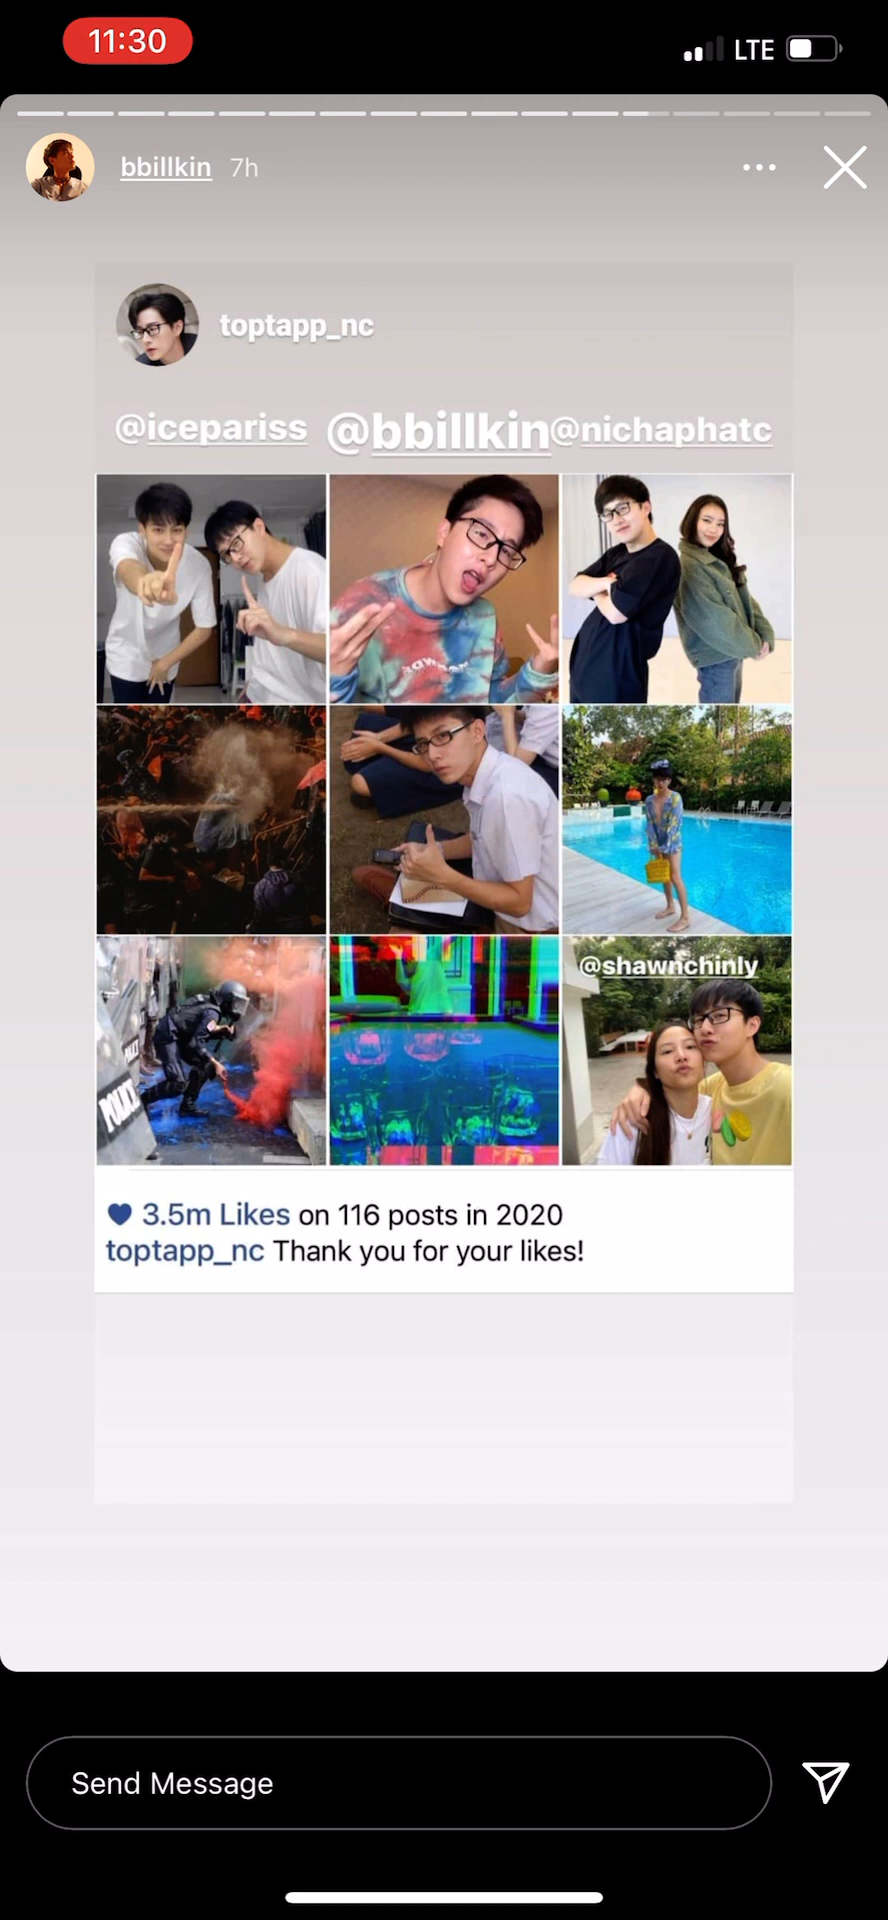 11:30
LTE
bbillkin 7h
toptapp_nc
@icepariss @bbillkin@nichaphatc
@shawnchinly
POLICE
3.5m Likes on 116 posts in 2020
toptapp_nc Thank you for your likes!
Send Message